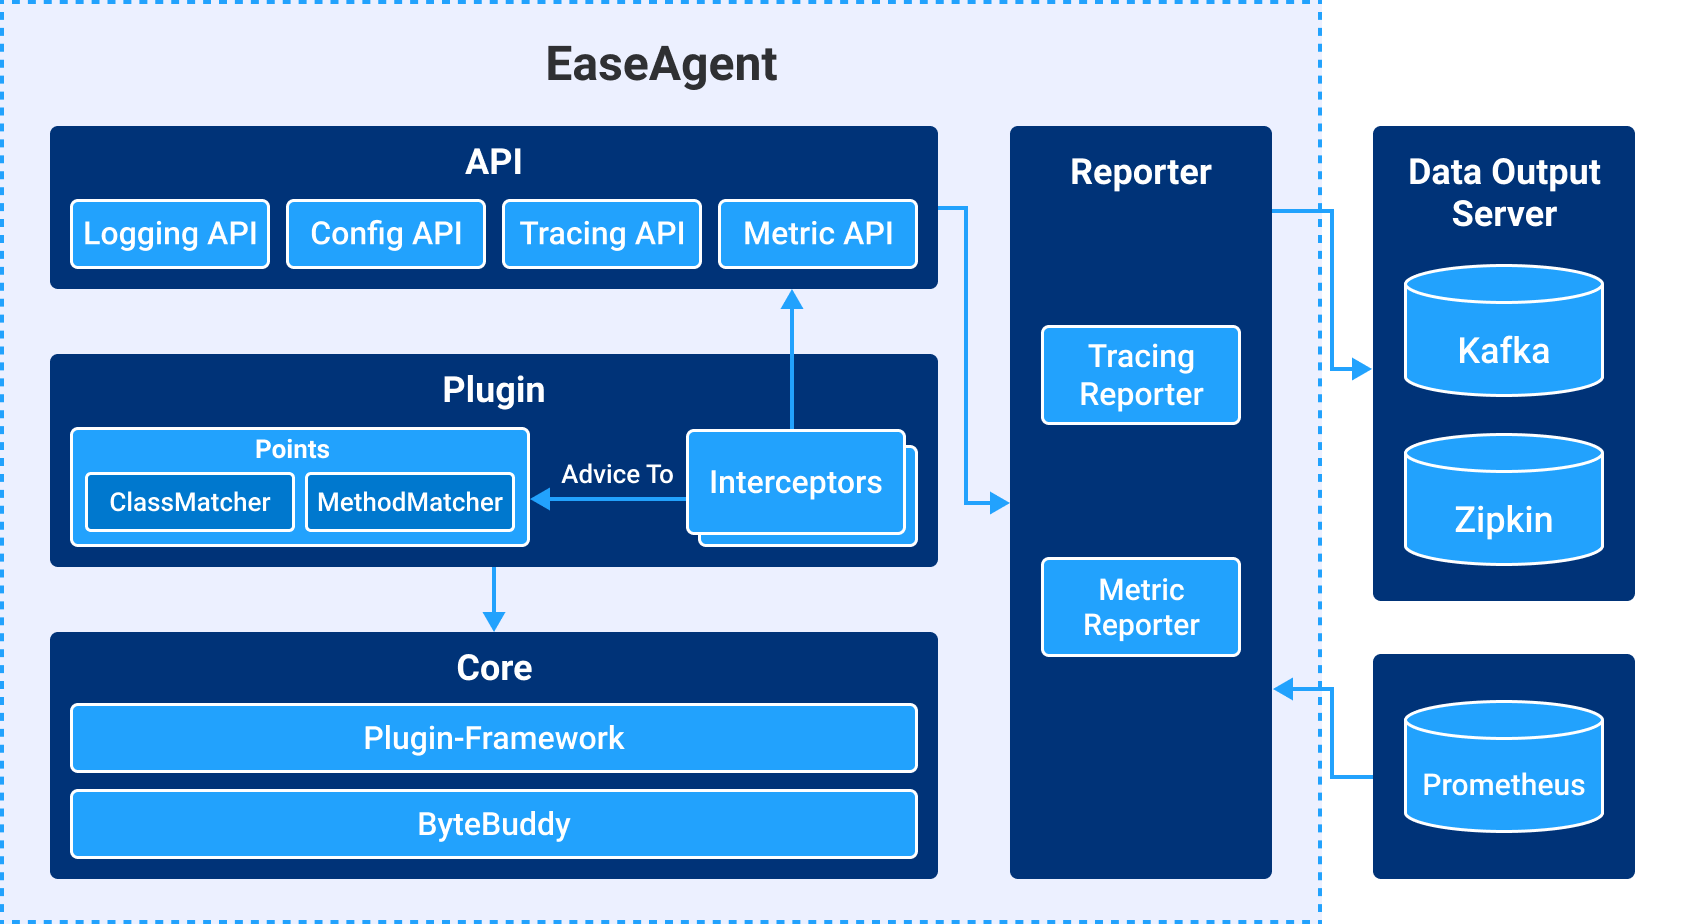 EaseAgent
API
Logging API
Config API
Tracing API
Metric API
Plugin
Points
ClassMatcher
MethodMatcher
Advice To
Interceptors
Core
Plugin-Framework
ByteBuddy
Reporter
Tracing
Reporter
Metric
Reporter
Data Output
Server
Kafka
Zipkin
Prometheus